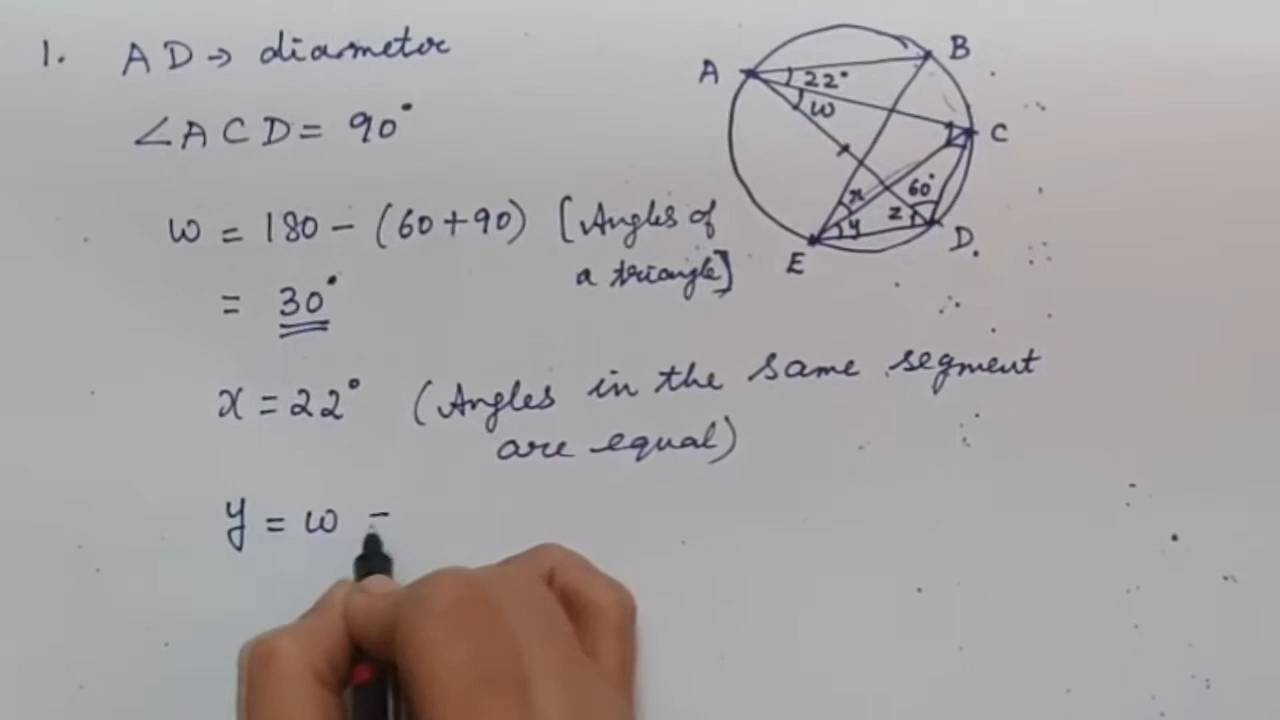 1. AD → diameter
∠ACD = 90°
w = 180 - (60+90) [Angles of
a triangle]
= 30°
x = 22° (Angles in the same segment
are equal)
y = w =
A
B
22°
w
C
60°
x
z
y
D
E